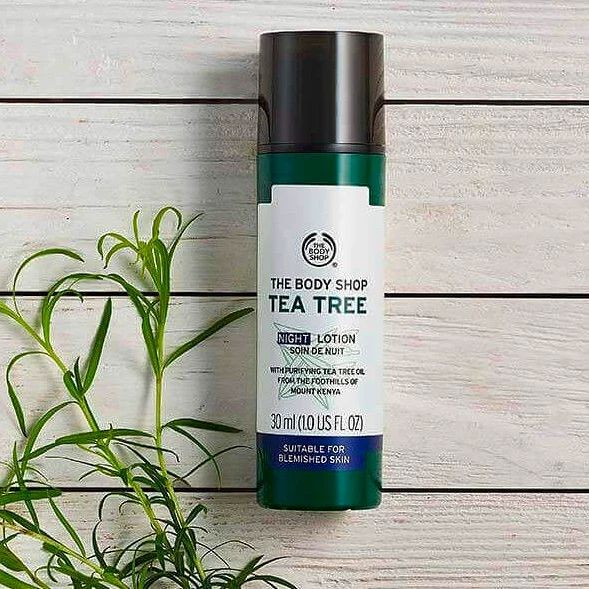 THE
BODY
SHOP
®
THE BODY SHOP
TEA TREE
NIGHT LOTION
SOIN DE NUIT
WITH PURIFYING TEA TREE OIL
FROM THE FOOTHILLS OF
MOUNT KENYA
30 ml (1.0 US FL OZ)
SUITABLE FOR
BLEMISHED SKIN